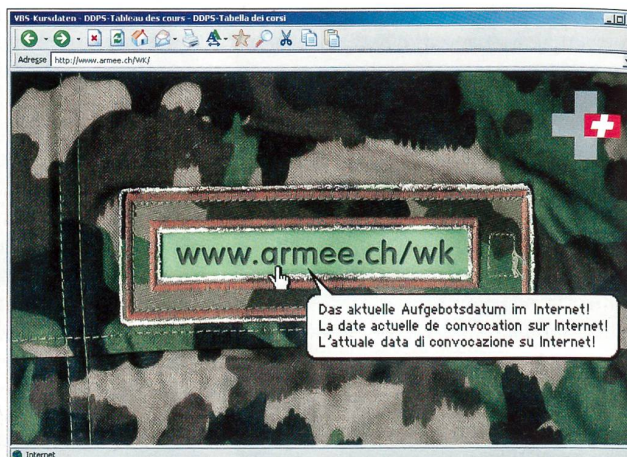 VBS-Kursdaten - DDPS-Tableau des cours - DDPS-Tabella dei corsi
Adresse http://www.armee.ch/WK/
www.armee.ch/wk
Das aktuelle Aufgebotsdatum im Internet!
La date actuelle de convocation sur Internet!
L'attuale data di convocazione su Internet!
Internet